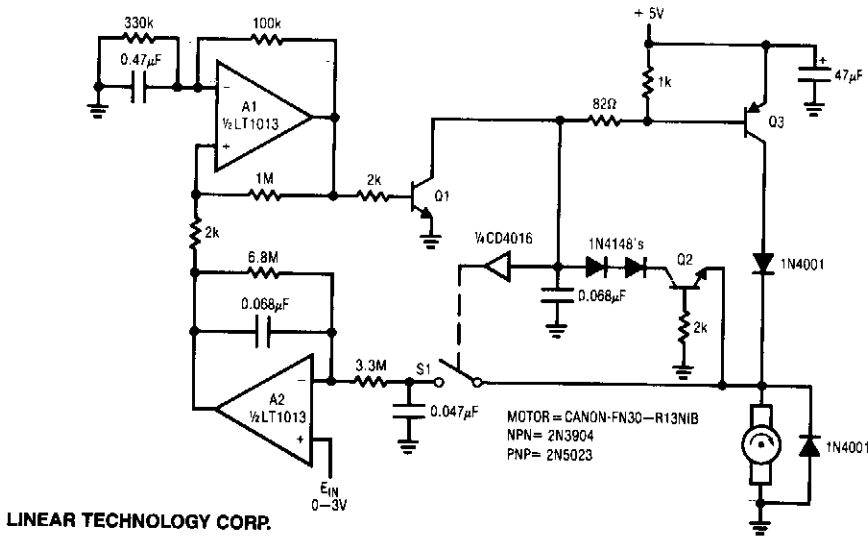 330k
0.47µF
100k
−
A1
½LT1013
+
1M
2k
Q1
+ 5V
1k
82Ω
Q3
+
47µF
2k
6.8M
0.068µF
¼CD4016
1N4148's
Q2
0.068µF
2k
1N4001
−
A2
½LT1013
+
3.3M
S1
0.047µF
EIN
0–3V
MOTOR = CANON-FN30–R13NIB
NPN= 2N3904
PNP= 2N5023
1N4001
LINEAR TECHNOLOGY CORP.